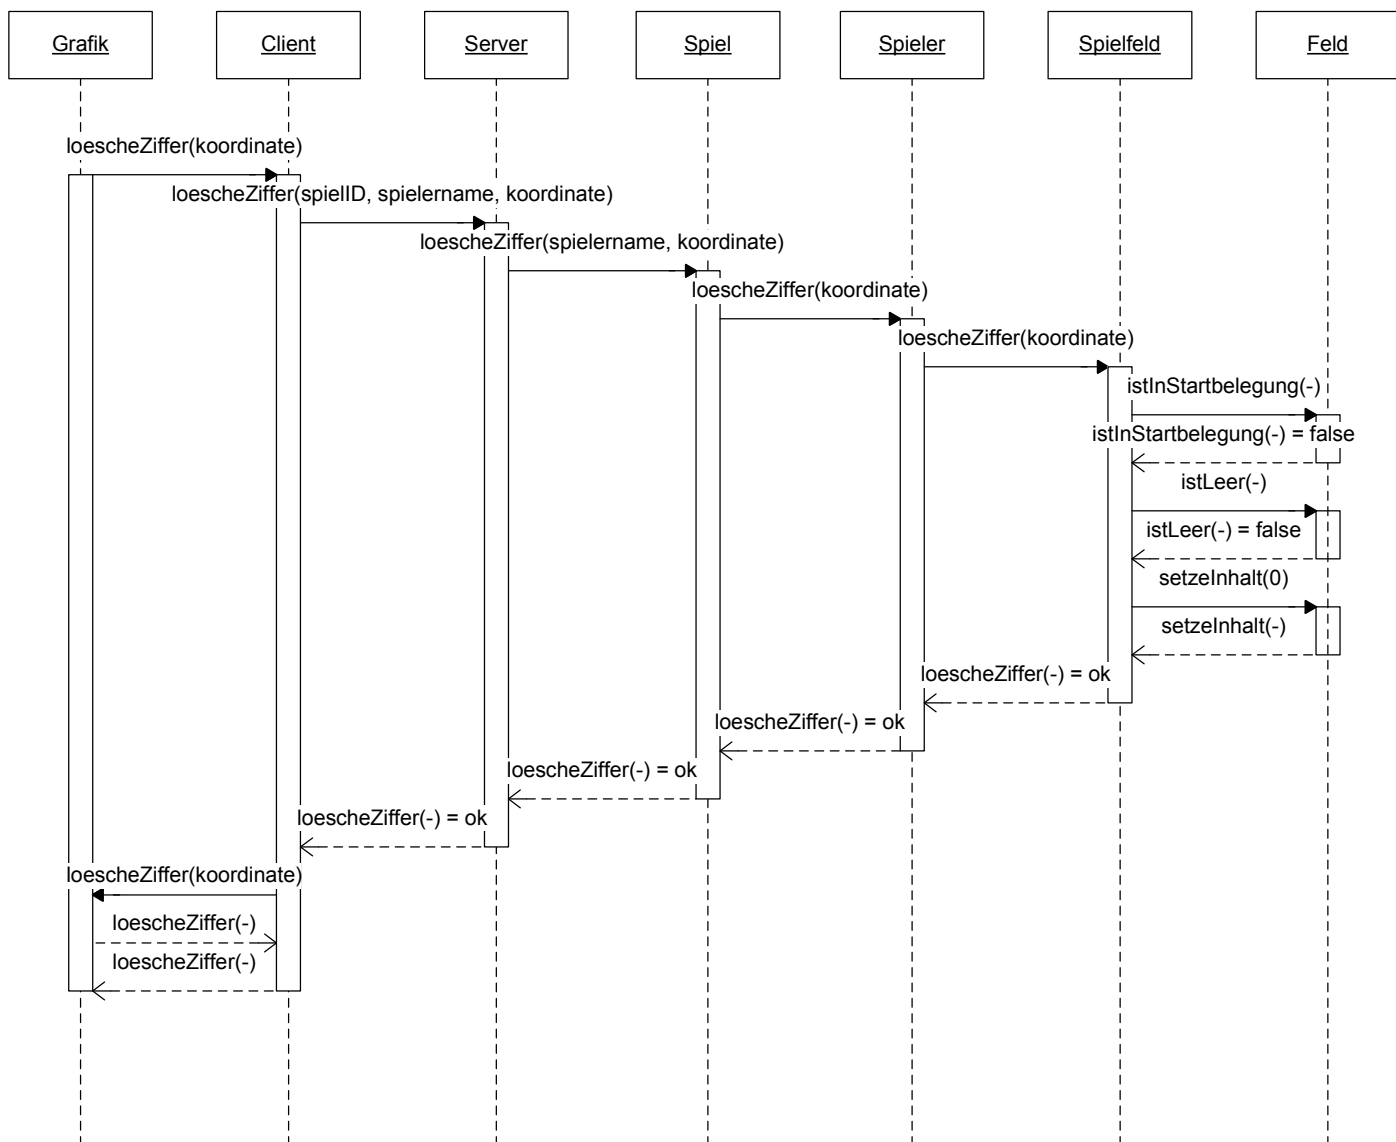 Grafik
Client
Server
Spiel
Spieler
Spielfeld
Feld
loescheZiffer(koordinate)
loescheZiffer(spielID, spielername, koordinate)
loescheZiffer(spielername, koordinate)
loescheZiffer(koordinate)
loescheZiffer(koordinate)
istInStartbelegung(-)
istInStartbelegung(-) = false
istLeer(-)
istLeer(-) = false
setzeInhalt(0)
setzeInhalt(-)
loescheZiffer(-) = ok
loescheZiffer(-) = ok
loescheZiffer(-) = ok
loescheZiffer(-) = ok
loescheZiffer(koordinate)
loescheZiffer(-)
loescheZiffer(-)